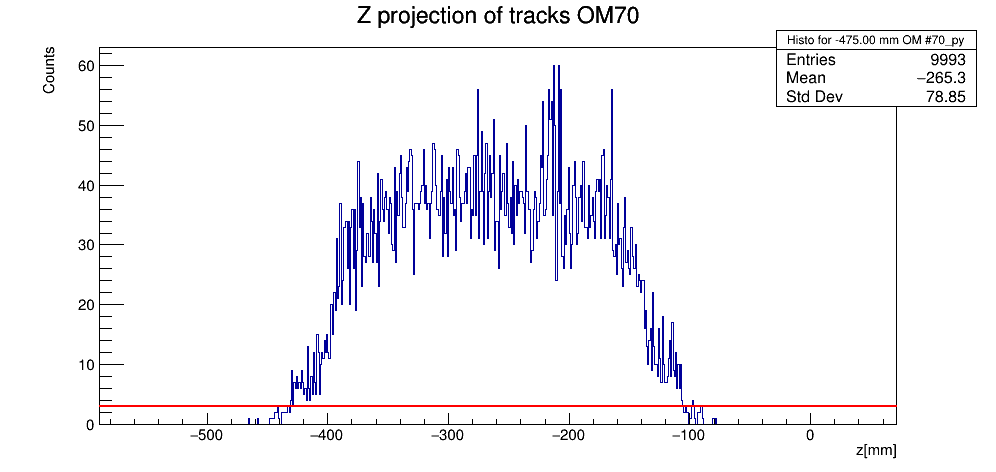 Z projection of tracks OM70
Histo for -475.00 mm OM #70_py
Entries 9993
Mean −265.3
Std Dev 78.85
Counts
60
50
40
30
20
10
0
−500 −400 −300 −200 −100 0
z[mm]